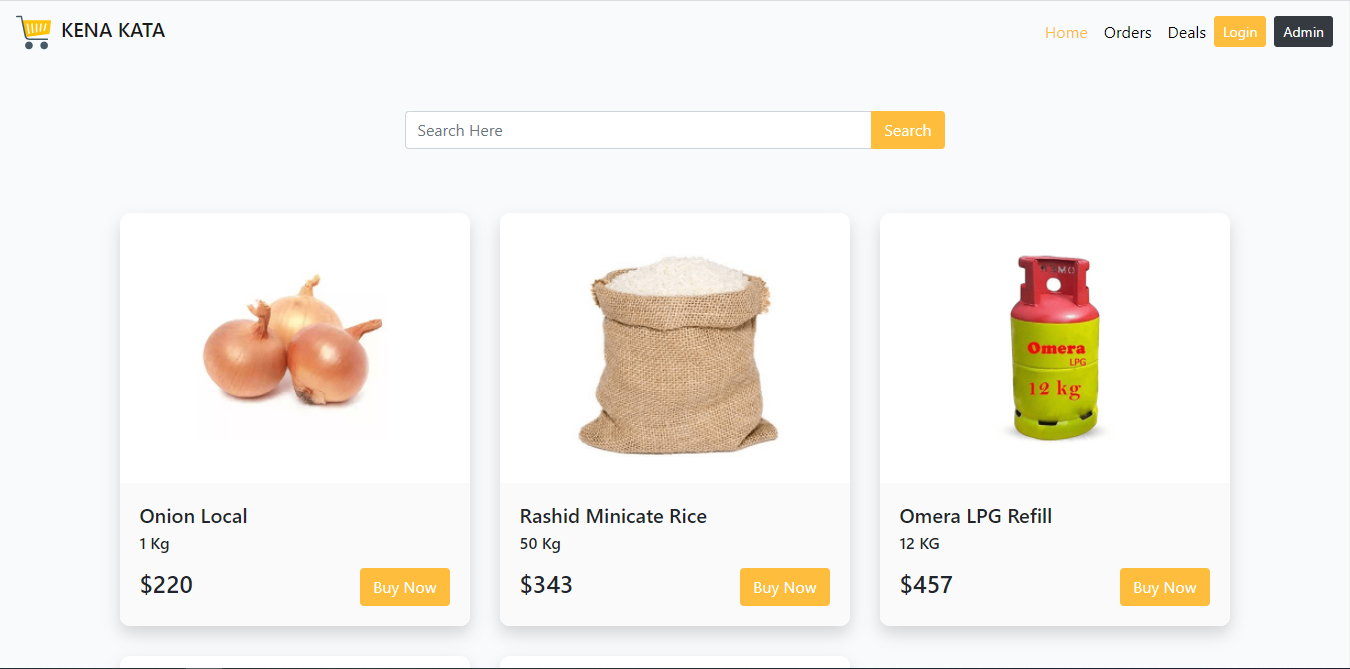 KENA KATA
Home Orders Deals Login Admin
Search Here Search
Omera
LPG
12 kg
Onion Local
1 Kg
$220 Buy Now
Rashid Minicate Rice
50 Kg
$343 Buy Now
Omera LPG Refill
12 KG
$457 Buy Now